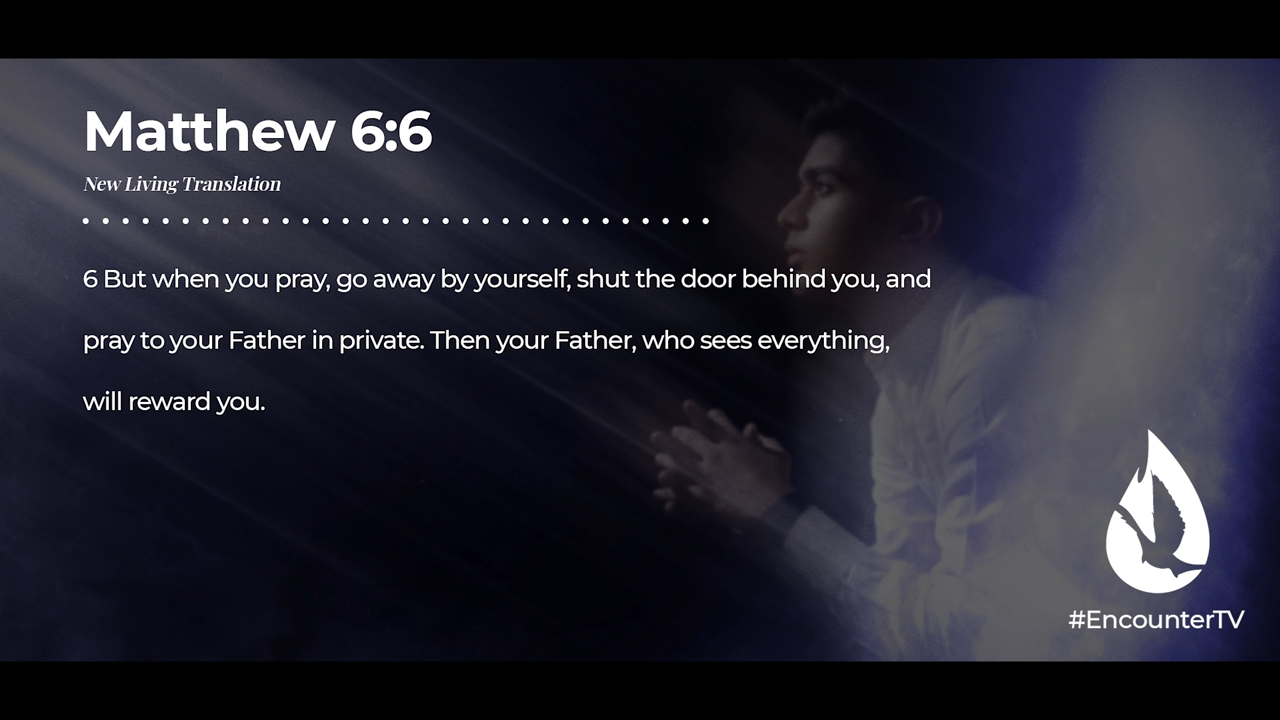 Matthew 6:6
New Living Translation
6 But when you pray, go away by yourself, shut the door behind you, and
pray to your Father in private. Then your Father, who sees everything,
will reward you.
#EncounterTV